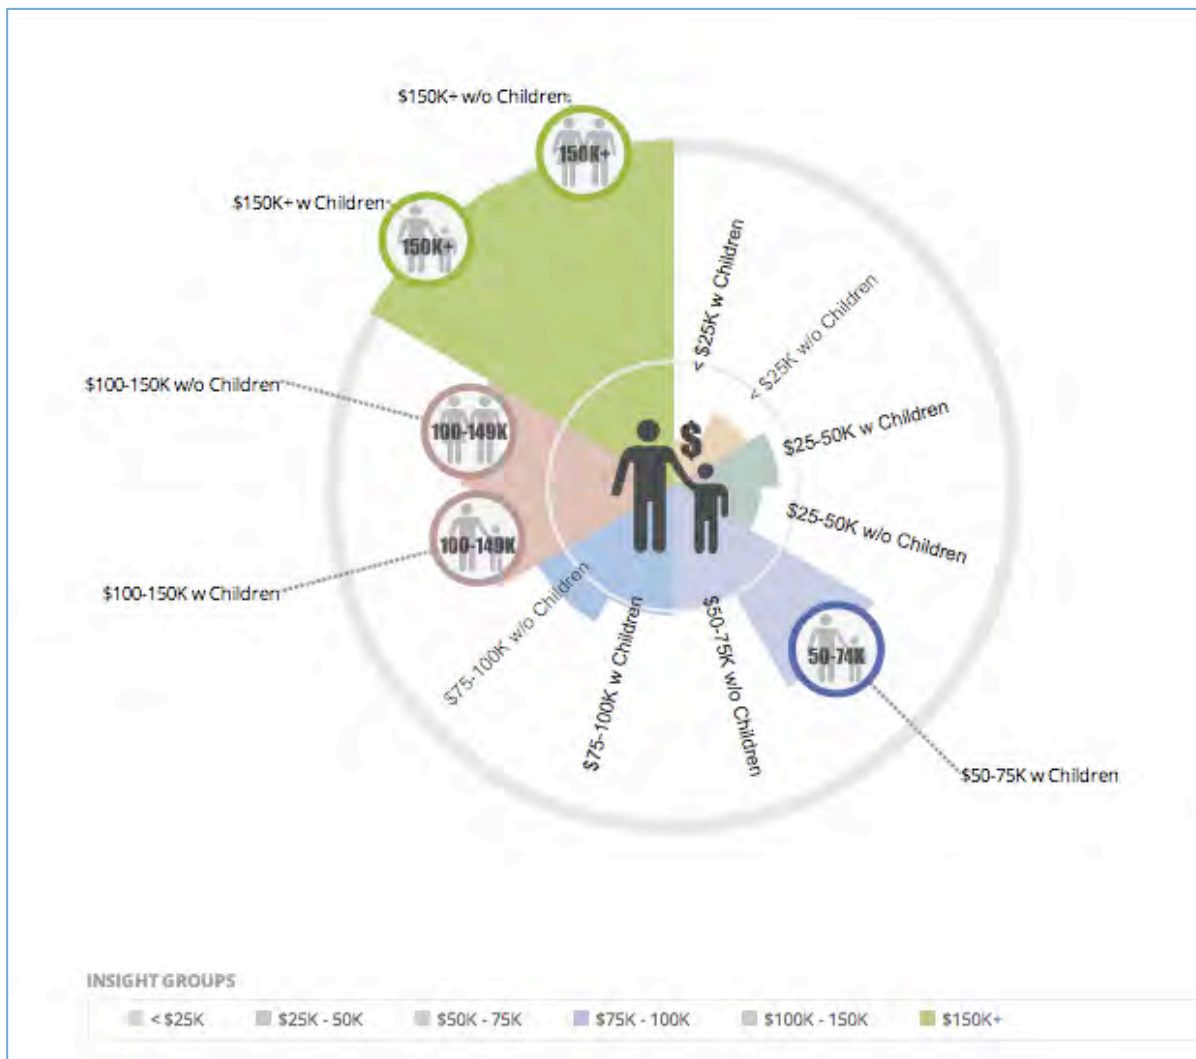 $150K+ w/o Children
150K+
$150K+ w Children
150K+
< $25K w Children
< $25K w/o Children
$100-150K w/o Children
100-149K
$
$25-50K w Children
$25-50K w/o Children
100-149K
$100-150K w Children
$75-100K w/o Children
$75-100K w Children
$50-75K w/o Children
50-74K
$50-75K w Children
INSIGHT GROUPS
< $25K
$25K - 50K
$50K - 75K
$75K - 100K
$100K - 150K
$150K+